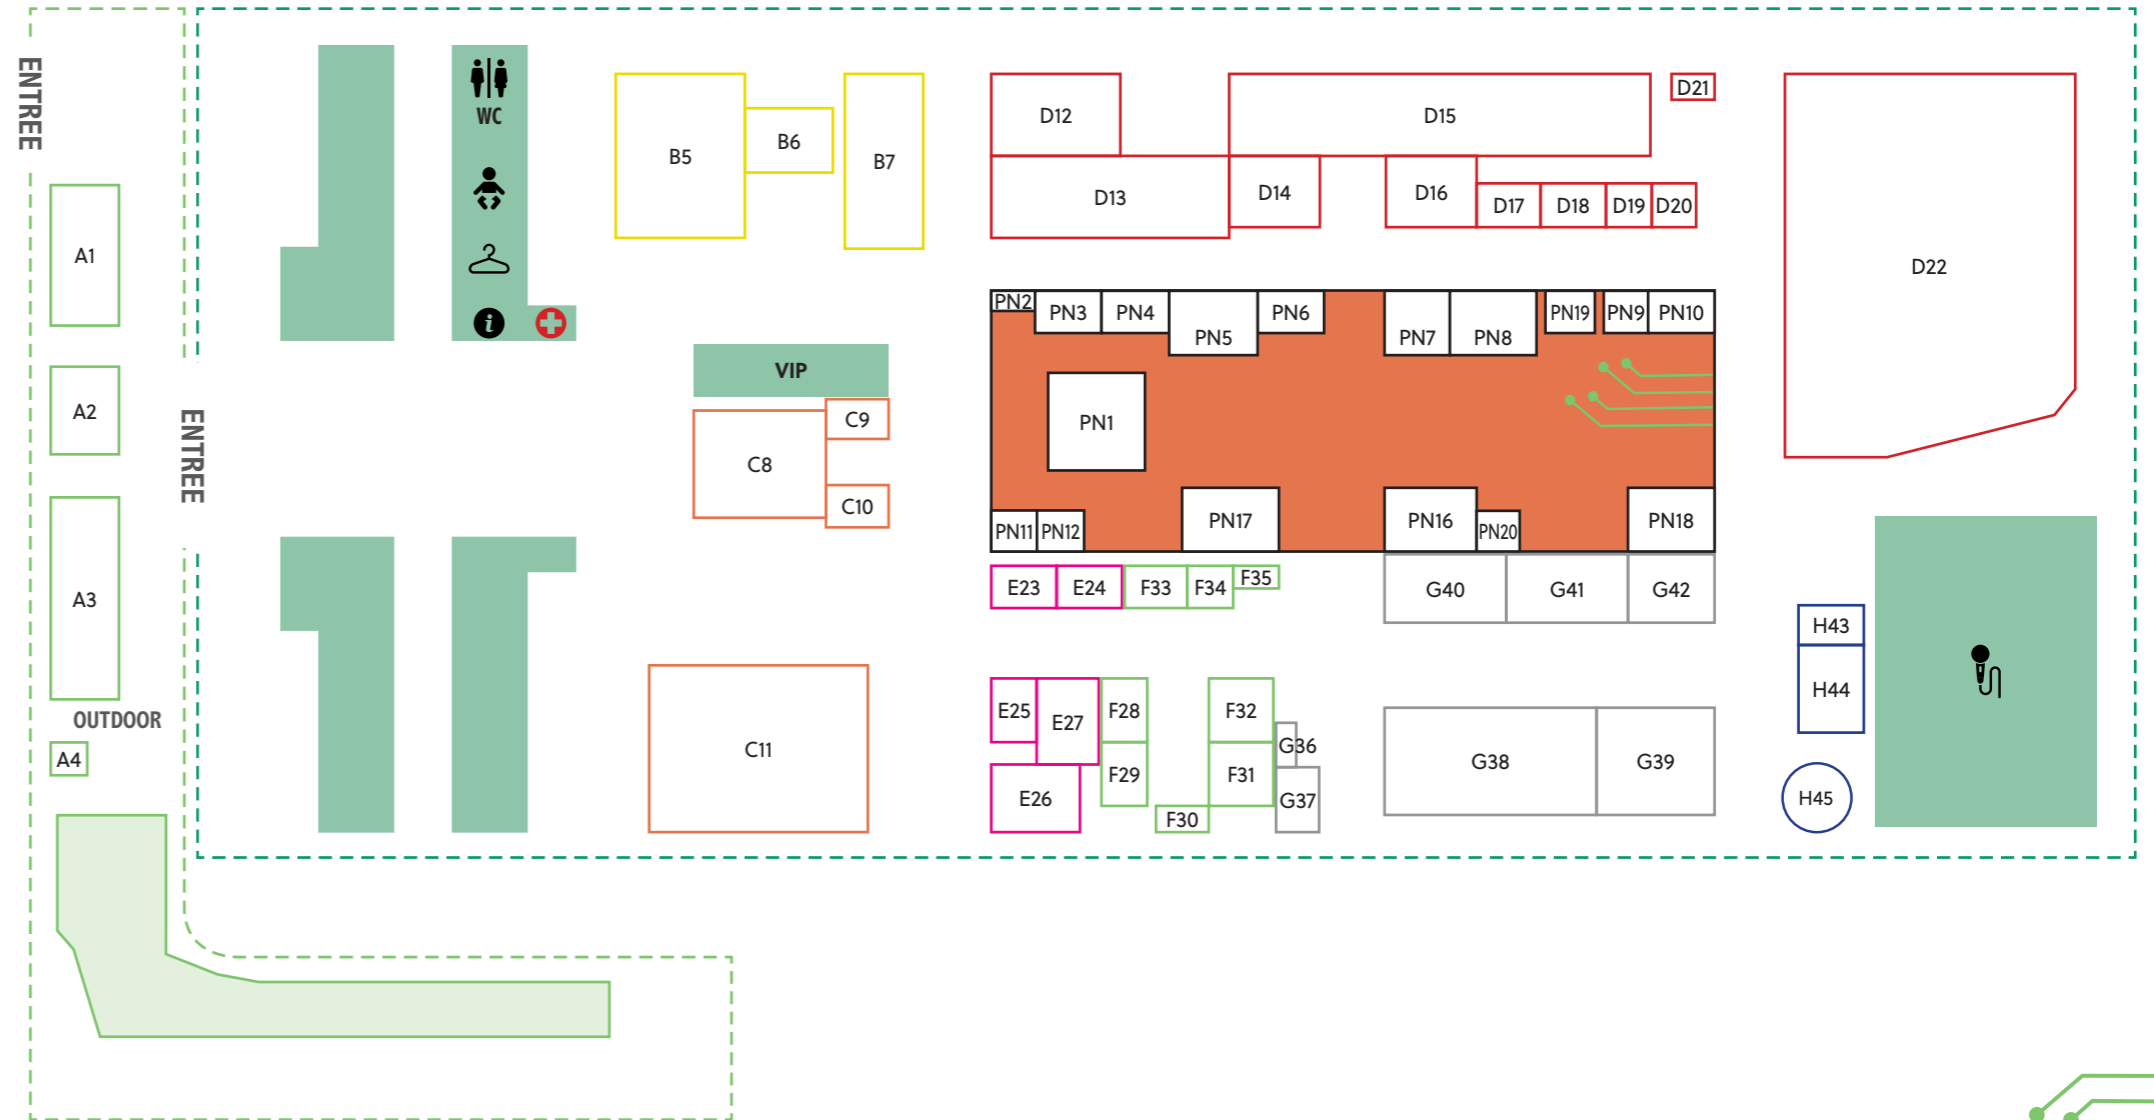 ENTREE
WC
A1
A2
ENTREE
A3
OUTDOOR
A4
B5
B6
B7
VIP
C8
C9
C10
C11
D12
D13
D14
D15
D16
D17
D18
D19
D20
D21
D22
PN2
PN3
PN4
PN5
PN6
PN7
PN8
PN19
PN9
PN10
PN1
PN11
PN12
PN17
PN16
PN20
PN18
E23
E24
F33
F34
F35
G40
G41
G42
E25
E27
E26
F28
F29
F30
F32
F31
G36
G37
G38
G39
H43
H44
H45